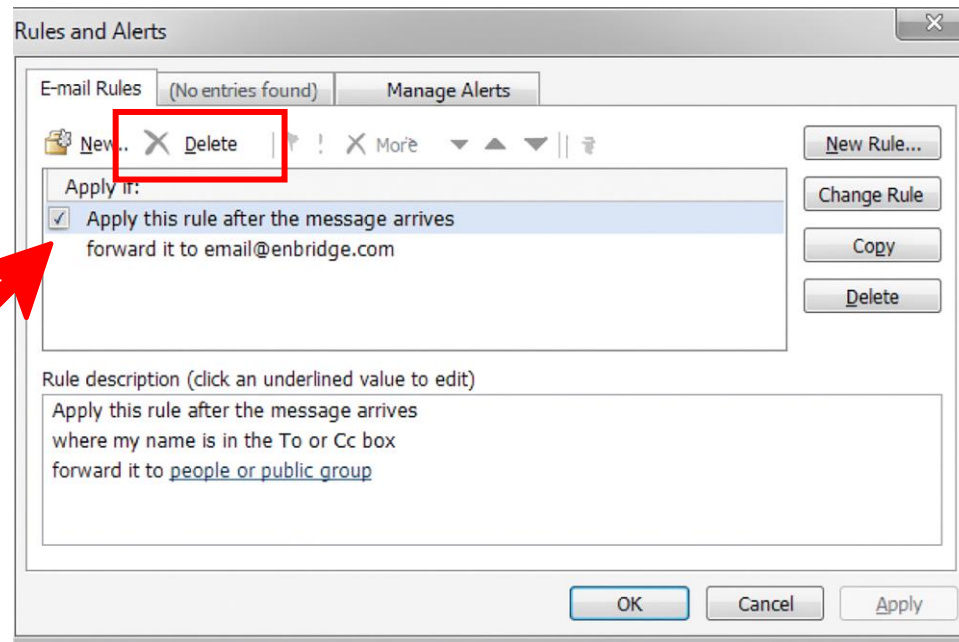 Rules and Alerts
E-mail Rules (No entries found) Manage Alerts
New.. Delete ! More
New Rule...
Apply if:
Change Rule
Apply this rule after the message arrives
forward it to email@enbridge.com
Copy
Delete
Rule description (click an underlined value to edit)
Apply this rule after the message arrives
where my name is in the To or Cc box
forward it to people or public group
OK Cancel Apply